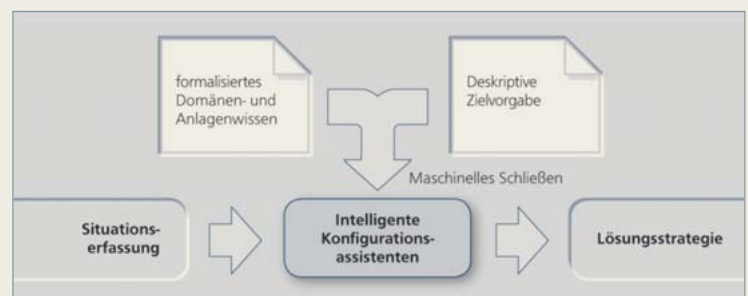 formalisiertes
Domänen- und
Anlagenwissen
Deskriptive
Zielvorgabe
Maschinelles Schließen
Situations-
erfassung
Intelligente
Konfigurations-
assistenten
Lösungsstrategie